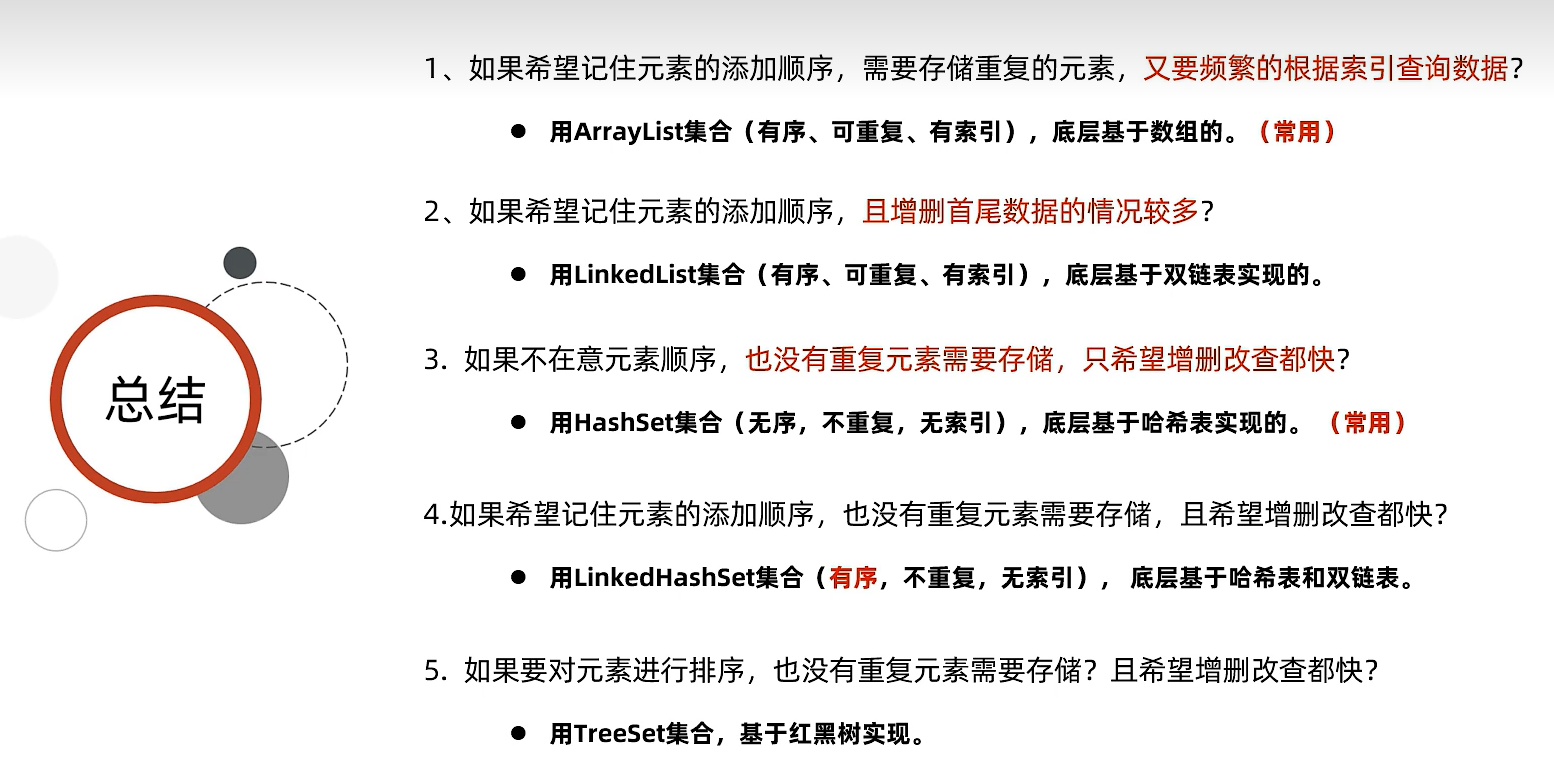 总结
1、如果希望记住元素的添加顺序，需要存储重复的元素，又要频繁的根据索引查询数据？
● 用ArrayList集合（有序、可重复、有索引），底层基于数组的。（常用）
2、如果希望记住元素的添加顺序，且增删首尾数据的情况较多？
● 用LinkedList集合（有序、可重复、有索引），底层基于双链表实现的。
3. 如果不在意元素顺序，也没有重复元素需要存储，只希望增删改查都快？
● 用HashSet集合（无序，不重复，无索引），底层基于哈希表实现的。（常用）
4.如果希望记住元素的添加顺序，也没有重复元素需要存储，且希望增删改查都快？
● 用LinkedHashSet集合（有序，不重复，无索引）， 底层基于哈希表和双链表。
5. 如果要对元素进行排序，也没有重复元素需要存储？且希望增删改查都快？
● 用TreeSet集合，基于红黑树实现。